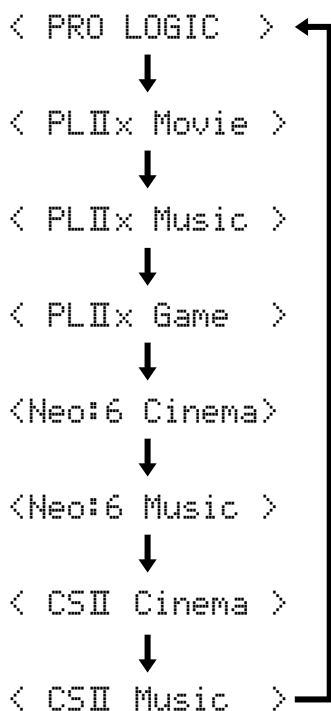 < PRO LOGIC >
< PLⅡx Movie >
< PLⅡx Music >
< PLⅡx Game >
<Neo:6 Cinema>
<Neo:6 Music >
< CSⅡ Cinema >
< CSⅡ Music >